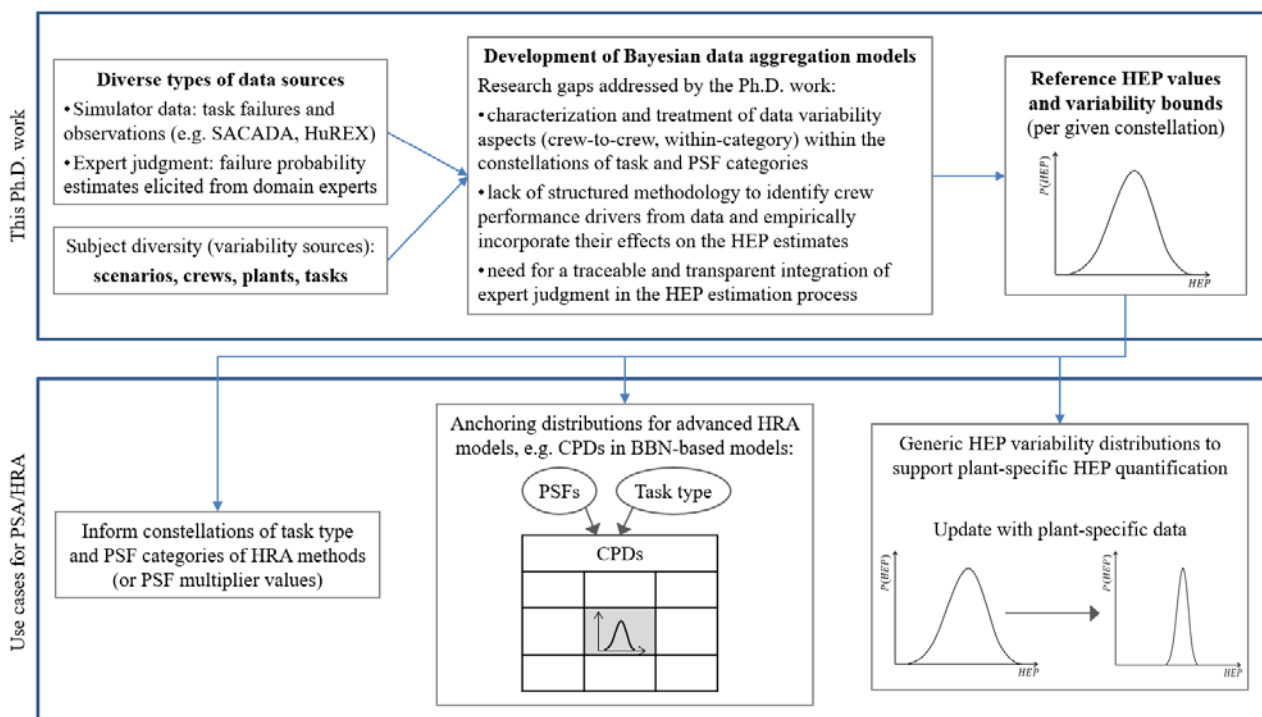 This Ph.D. work
Diverse types of data sources
•Simulator data: task failures and
observations (e.g. SACADA, HuREX)
•Expert judgment: failure probability
estimates elicited from domain experts
Subject diversity (variability sources):
scenarios, crews, plants, tasks
Development of Bayesian data aggregation models
Research gaps addressed by the Ph.D. work:
•characterization and treatment of data variability
aspects (crew-to-crew, within-category) within the
constellations of task and PSF categories
•lack of structured methodology to identify crew
performance drivers from data and empirically
incorporate their effects on the HEP estimates
•need for a traceable and transparent integration of
expert judgment in the HEP estimation process
Reference HEP values
and variability bounds
(per given constellation)
P(HEP)
HEP
Use cases for PSA/HRA
Inform constellations of task type
and PSF categories of HRA methods
(or PSF multiplier values)
Anchoring distributions for advanced HRA
models, e.g. CPDs in BBN-based models:
PSFs
Task type
CPDs
Generic HEP variability distributions to
support plant-specific HEP quantification
Update with plant-specific data
P(HEP)
HEP
P(HEP)
HEP